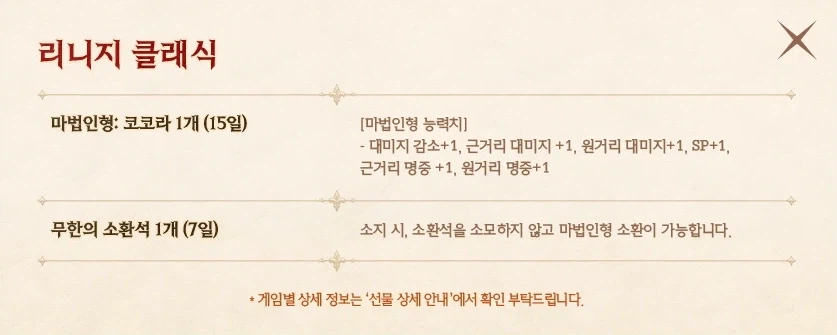 리니지 클래식
마법인형: 코코라 1개 (15일)
[마법인형 능력치]
- 대미지 감소+1, 근거리 대미지 +1, 원거리 대미지+1, SP+1,
근거리 명중 +1, 원거리 명중+1
무한의 소환석 1개 (7일)
소지 시, 소환석을 소모하지 않고 마법인형 소환이 가능합니다.
* 게임별 상세 정보는 '선물 상세 안내'에서 확인 부탁드립니다.